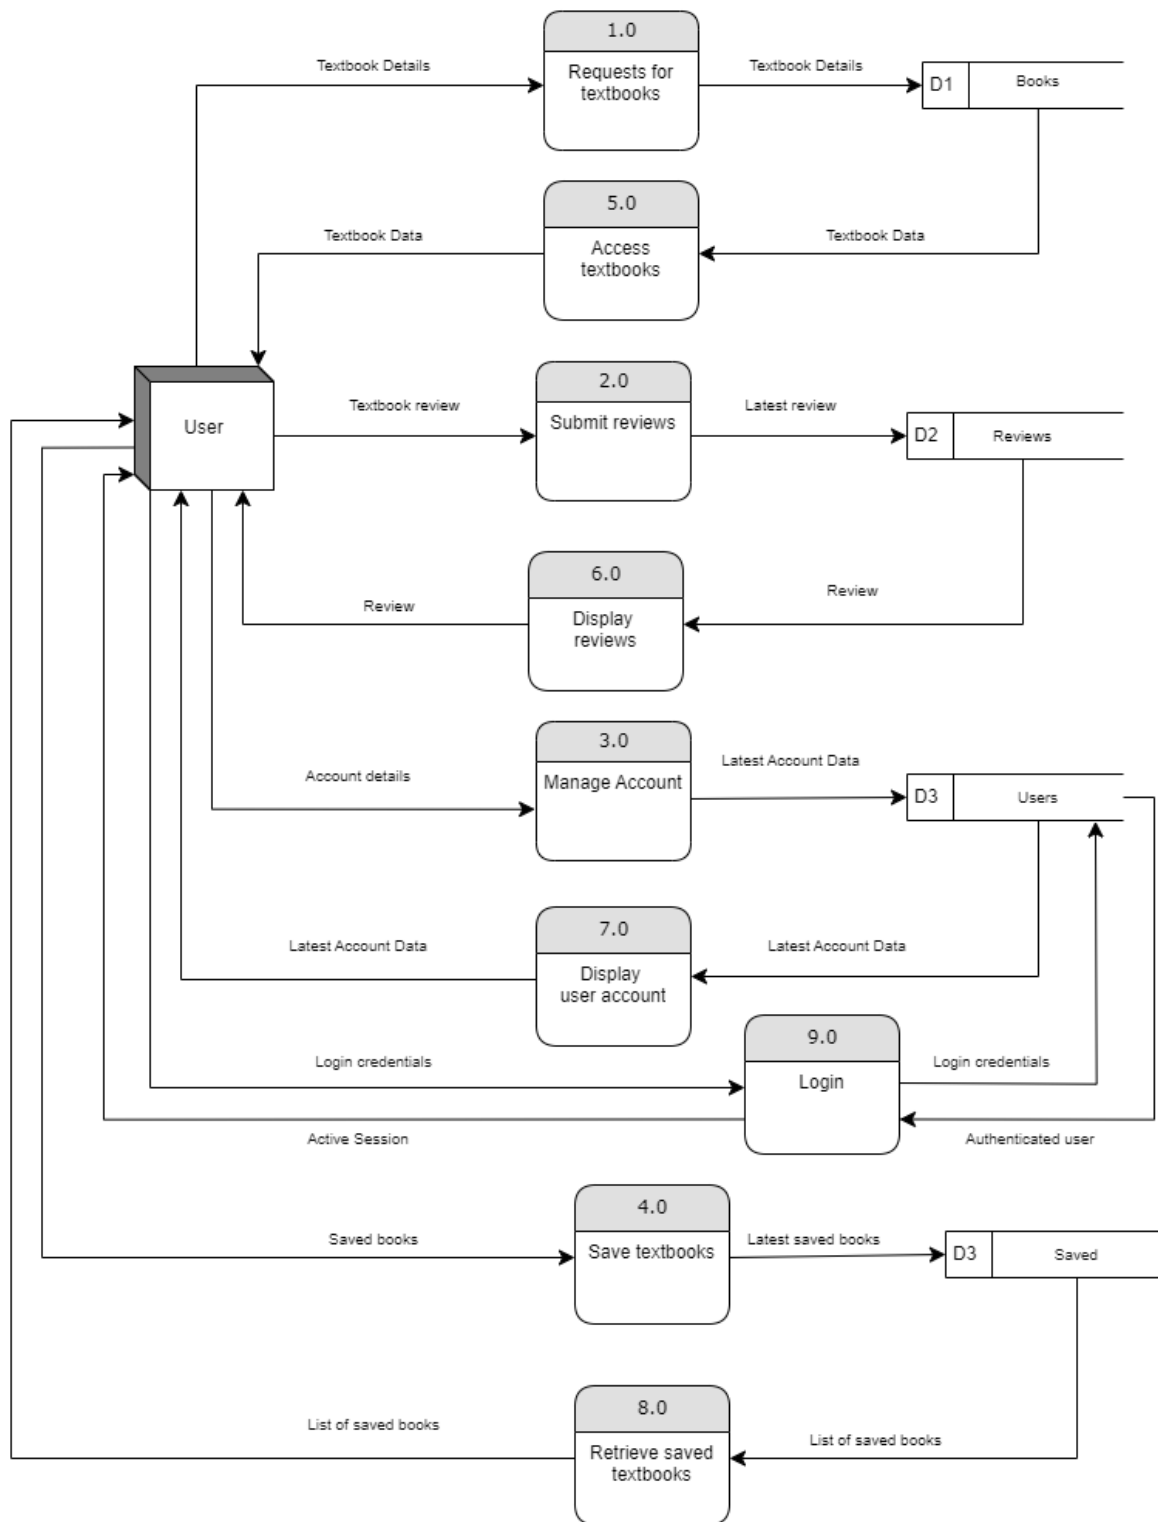 1.0
Requests for
textbooks
Textbook Details
Textbook Details
D1
Books
5.0
Access
textbooks
Textbook Data
Textbook Data
User
2.0
Submit reviews
Textbook review
Latest review
D2
Reviews
6.0
Display
reviews
Review
Review
3.0
Manage Account
Account details
Latest Account Data
D3
Users
7.0
Display
user account
Latest Account Data
Latest Account Data
9.0
Login
Login credentials
Login credentials
Active Session
Authenticated user
4.0
Save textbooks
Saved books
Latest saved books
D3
Saved
8.0
Retrieve saved
textbooks
List of saved books
List of saved books